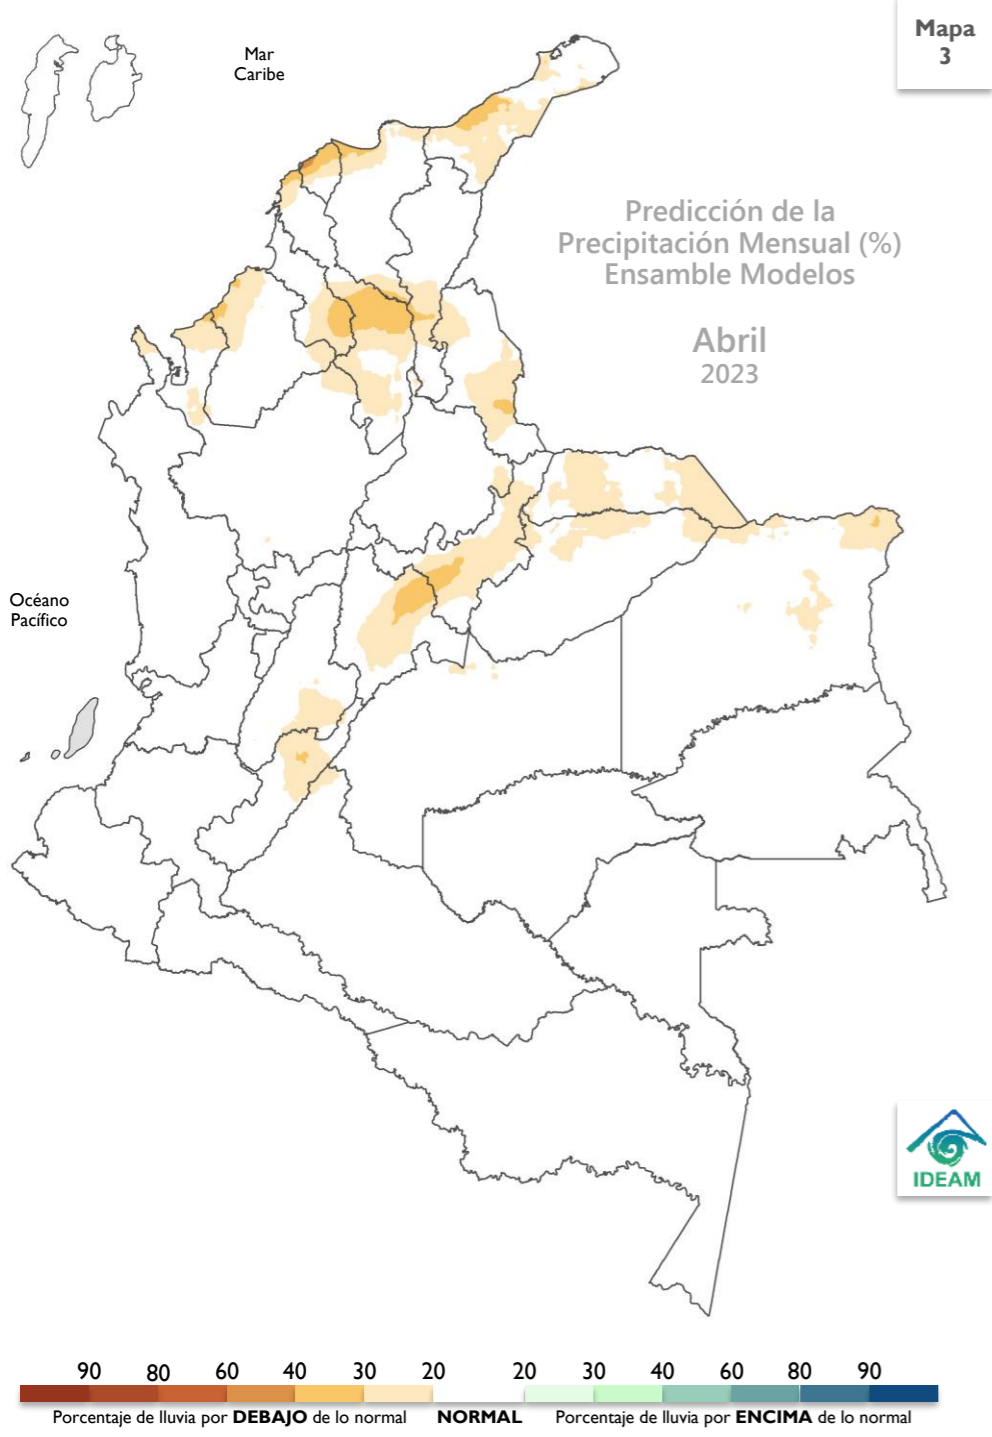 Mapa
3
Mar
Caribe
Predicción de la
Precipitación Mensual (%)
Ensamble Modelos
Abril
2023
Océano
Pacífico
IDEAM
90 80 60 40 30 20 20 30 40 60 80 90
Porcentaje de lluvia por DEBAJO de lo normal NORMAL Porcentaje de lluvia por ENCIMA de lo normal